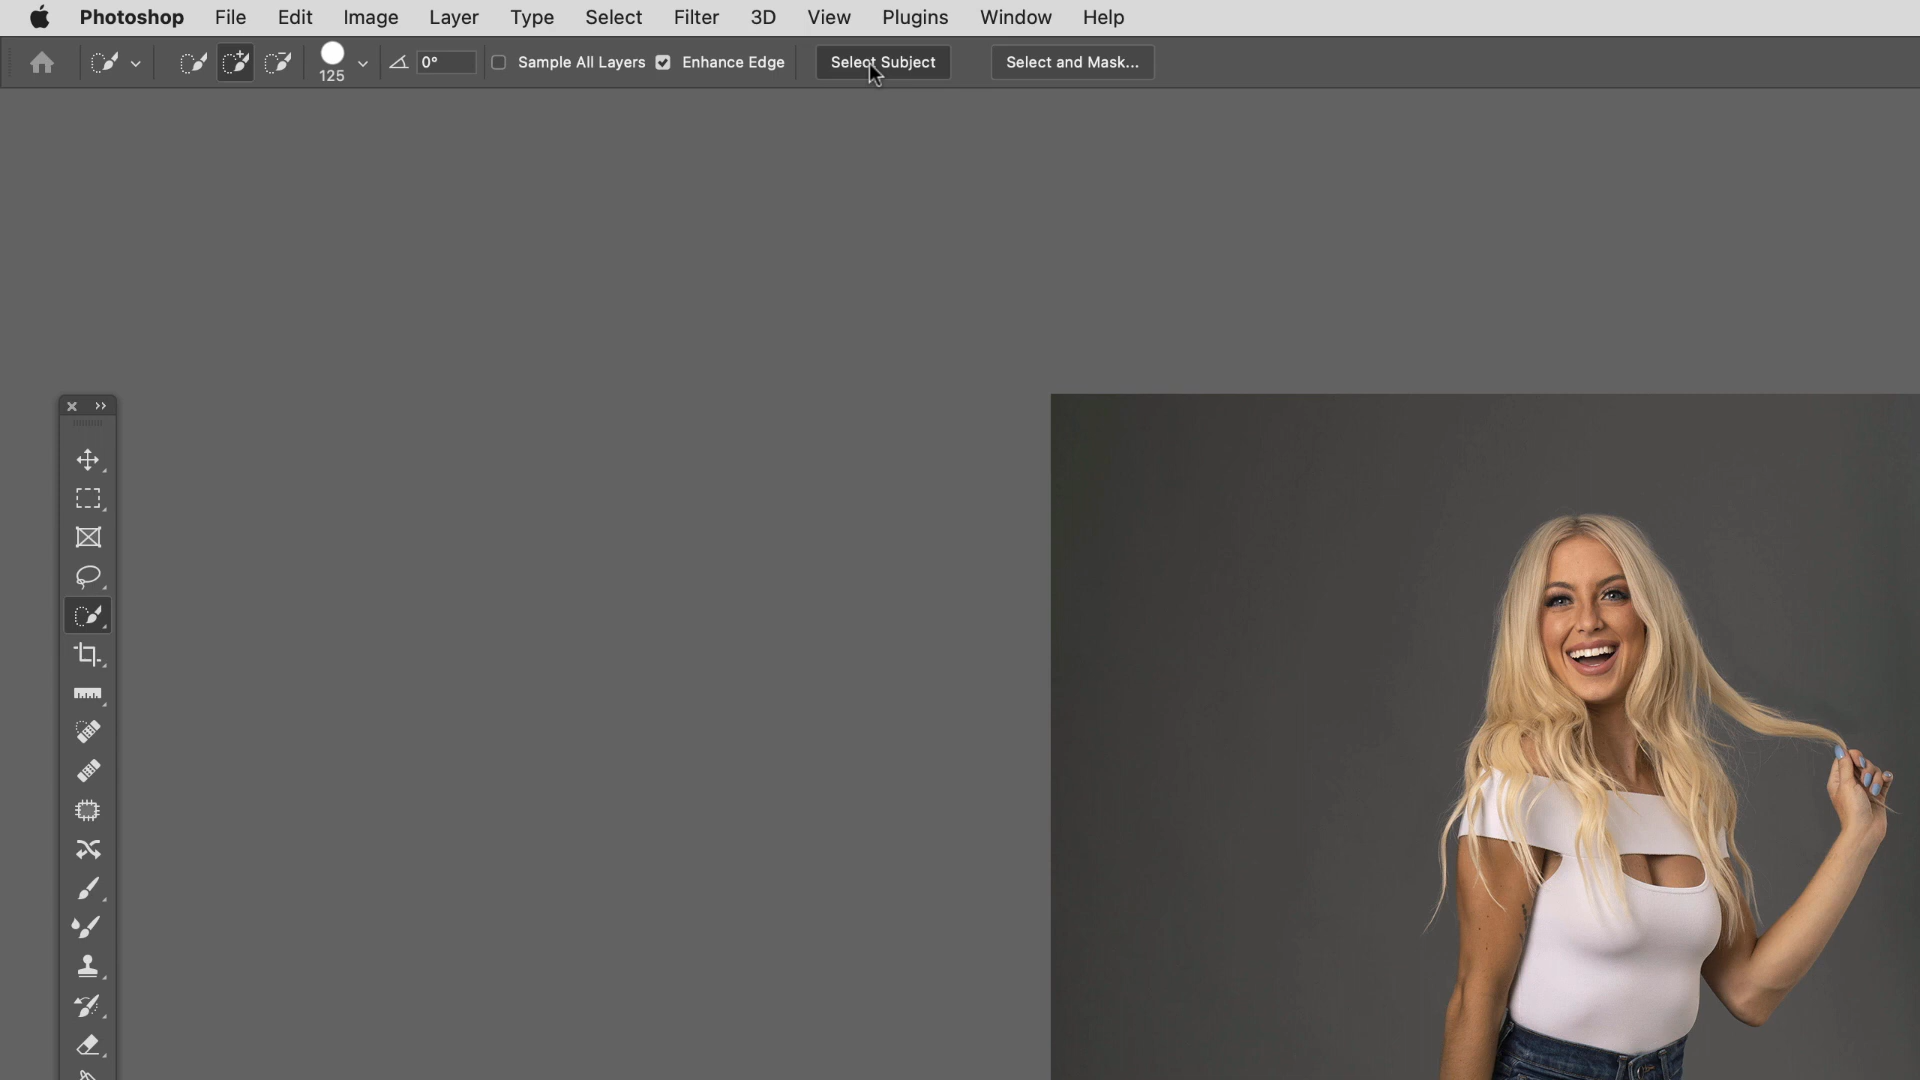 Photoshop File Edit Image Layer Type Select Filter 3D View Plugins Window Help
125 0° Sample All Layers Enhance Edge Select Subject Select and Mask...